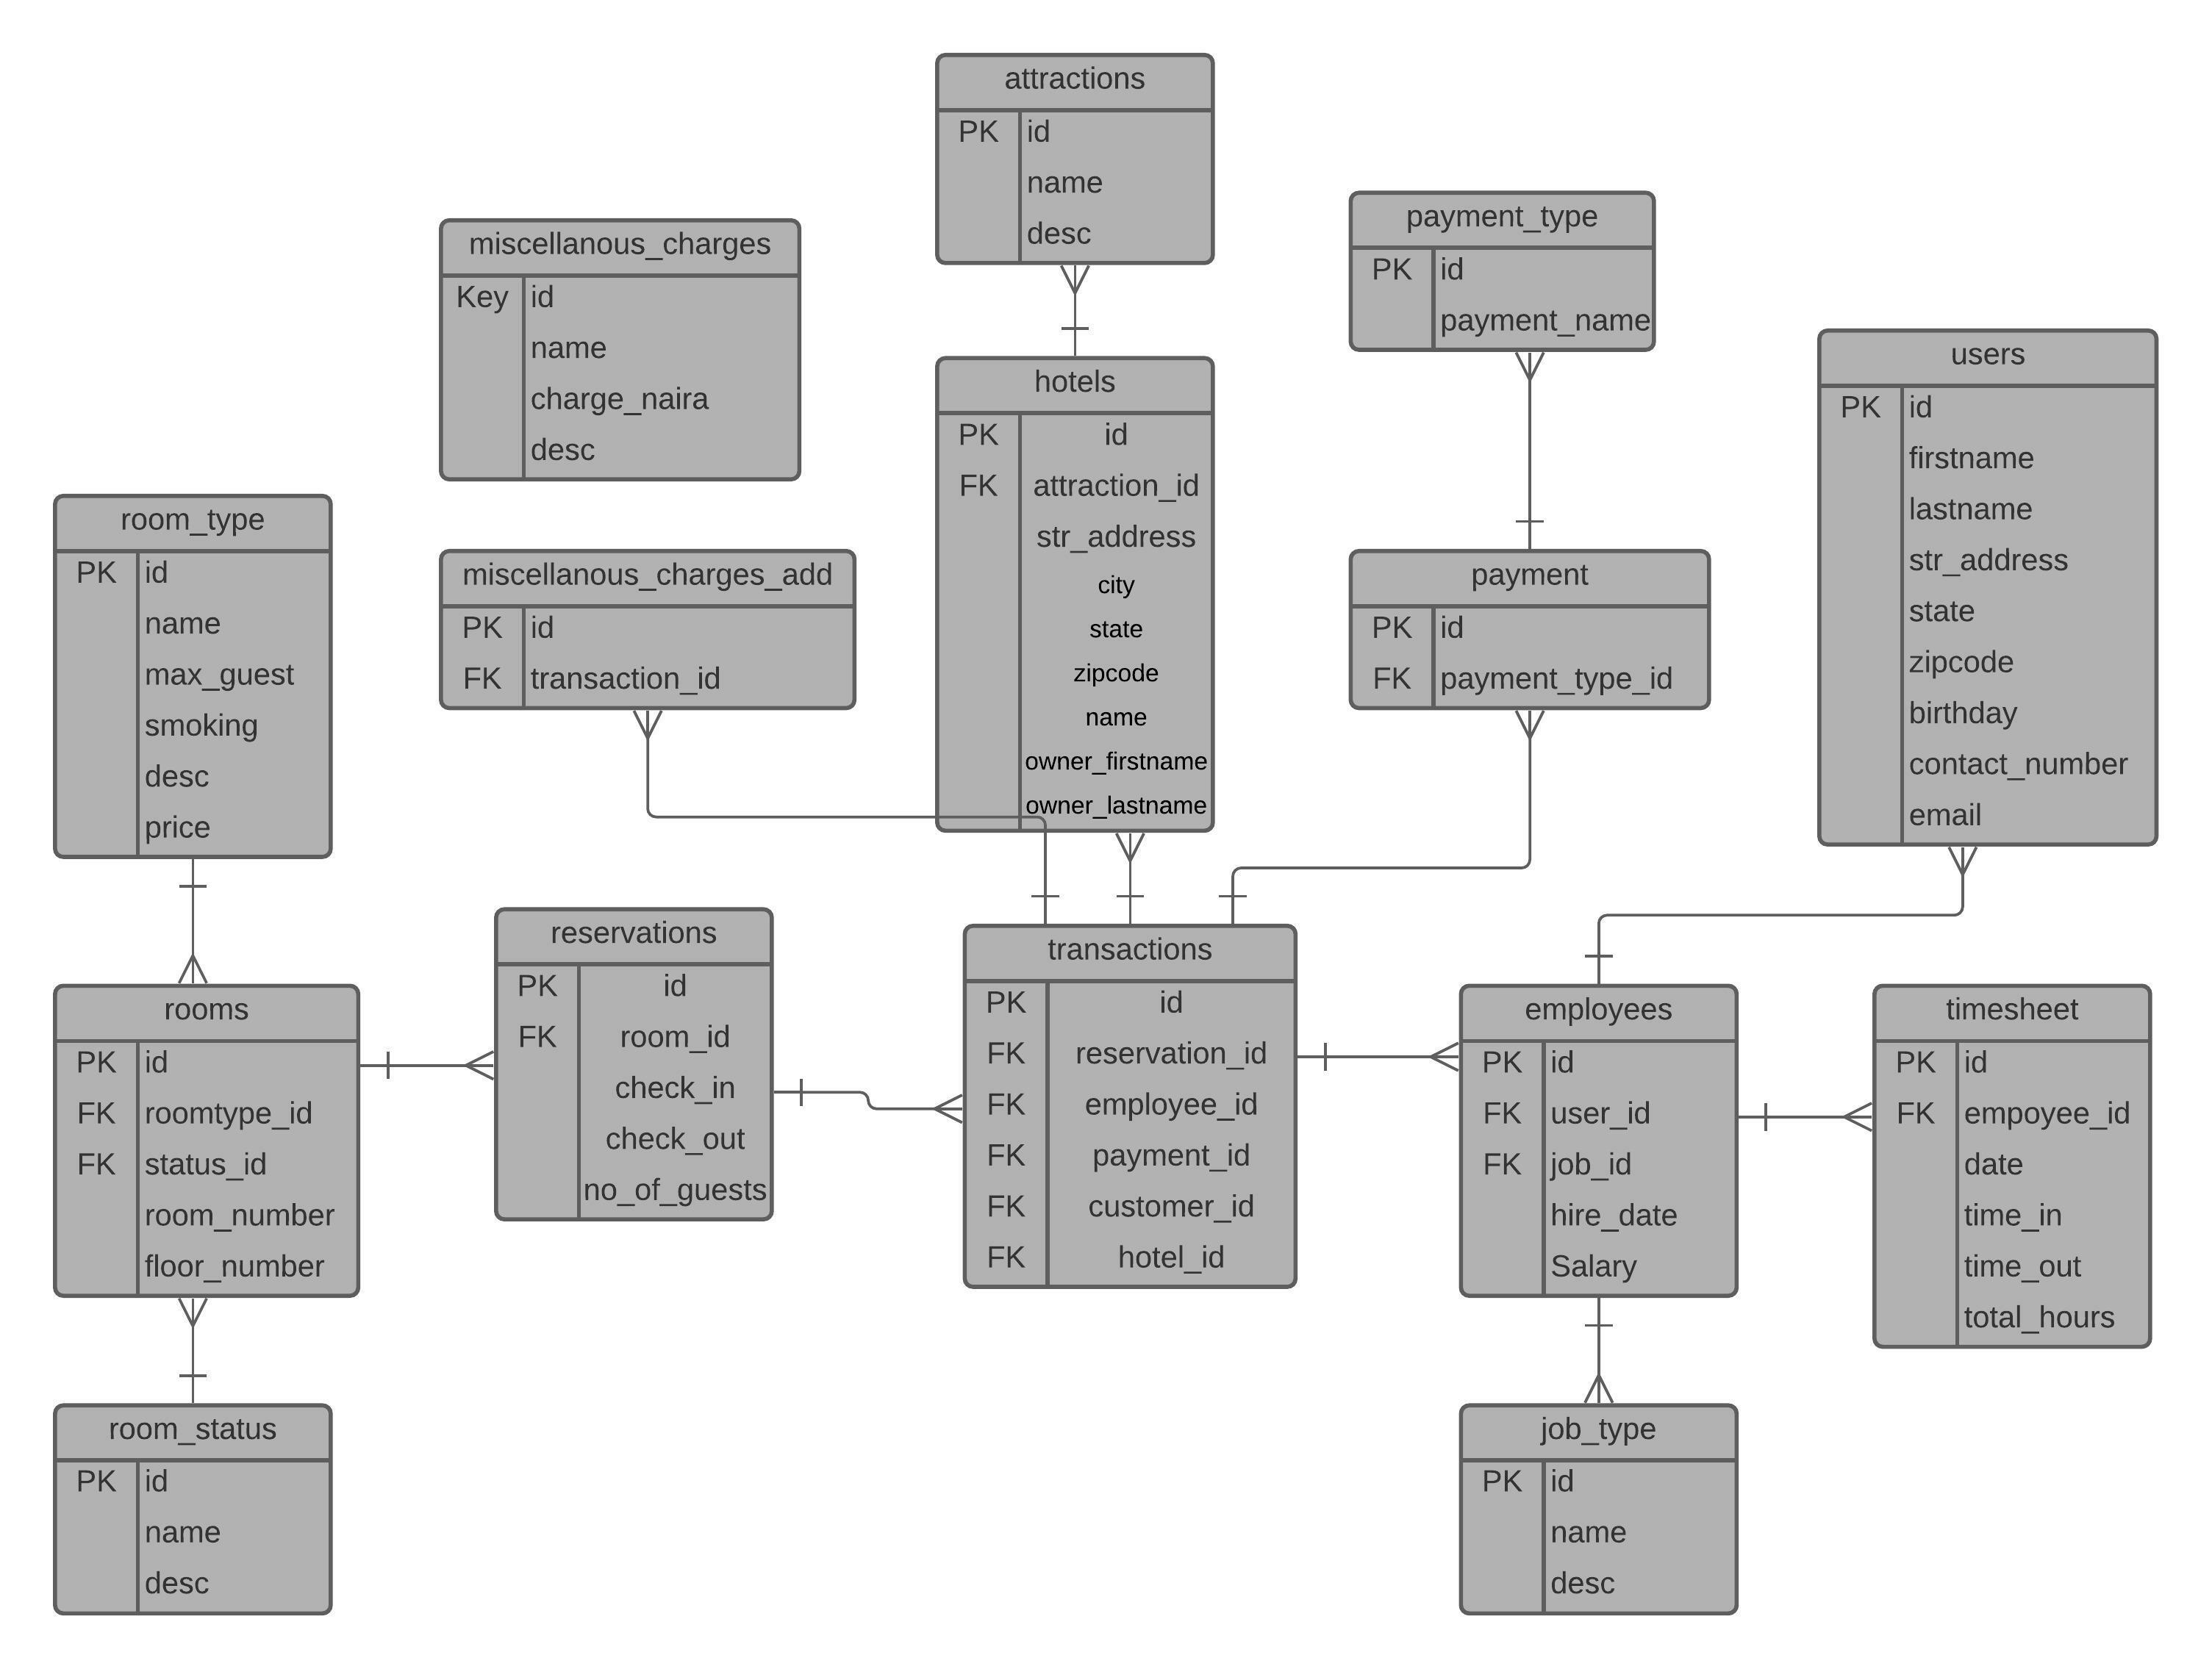 attractions
PK id
name
desc
payment_type
PK id
payment_name
miscellanous_charges
Key id
name
charge_naira
desc
users
PK id
firstname
lastname
str_address
state
zipcode
birthday
contact_number
email
hotels
PK id
FK attraction_id
str_address
city
state
zipcode
name
owner_firstname
owner_lastname
room_type
PK id
name
max_guest
smoking
desc
price
miscellanous_charges_add
PK id
FK transaction_id
payment
PK id
FK payment_type_id
reservations
PK id
FK room_id
check_in
check_out
no_of_guests
transactions
PK id
FK reservation_id
FK employee_id
FK payment_id
FK customer_id
FK hotel_id
rooms
PK id
FK roomtype_id
FK status_id
room_number
floor_number
employees
PK id
FK user_id
FK job_id
hire_date
Salary
timesheet
PK id
FK empoyee_id
date
time_in
time_out
total_hours
room_status
PK id
name
desc
job_type
PK id
name
desc